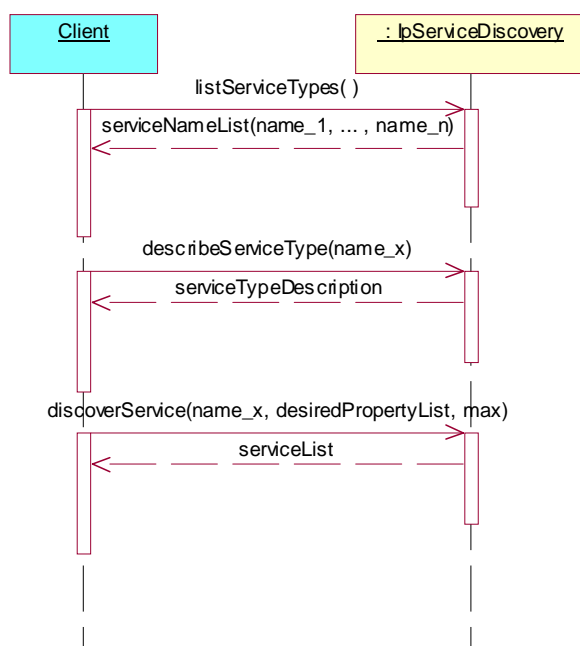 Client
: IpServiceDiscovery
listServiceTypes( )
serviceNameList(name_1, ... , name_n)
describeServiceType(name_x)
serviceTypeDescription
discoverService(name_x, desiredPropertyList, max)
serviceList